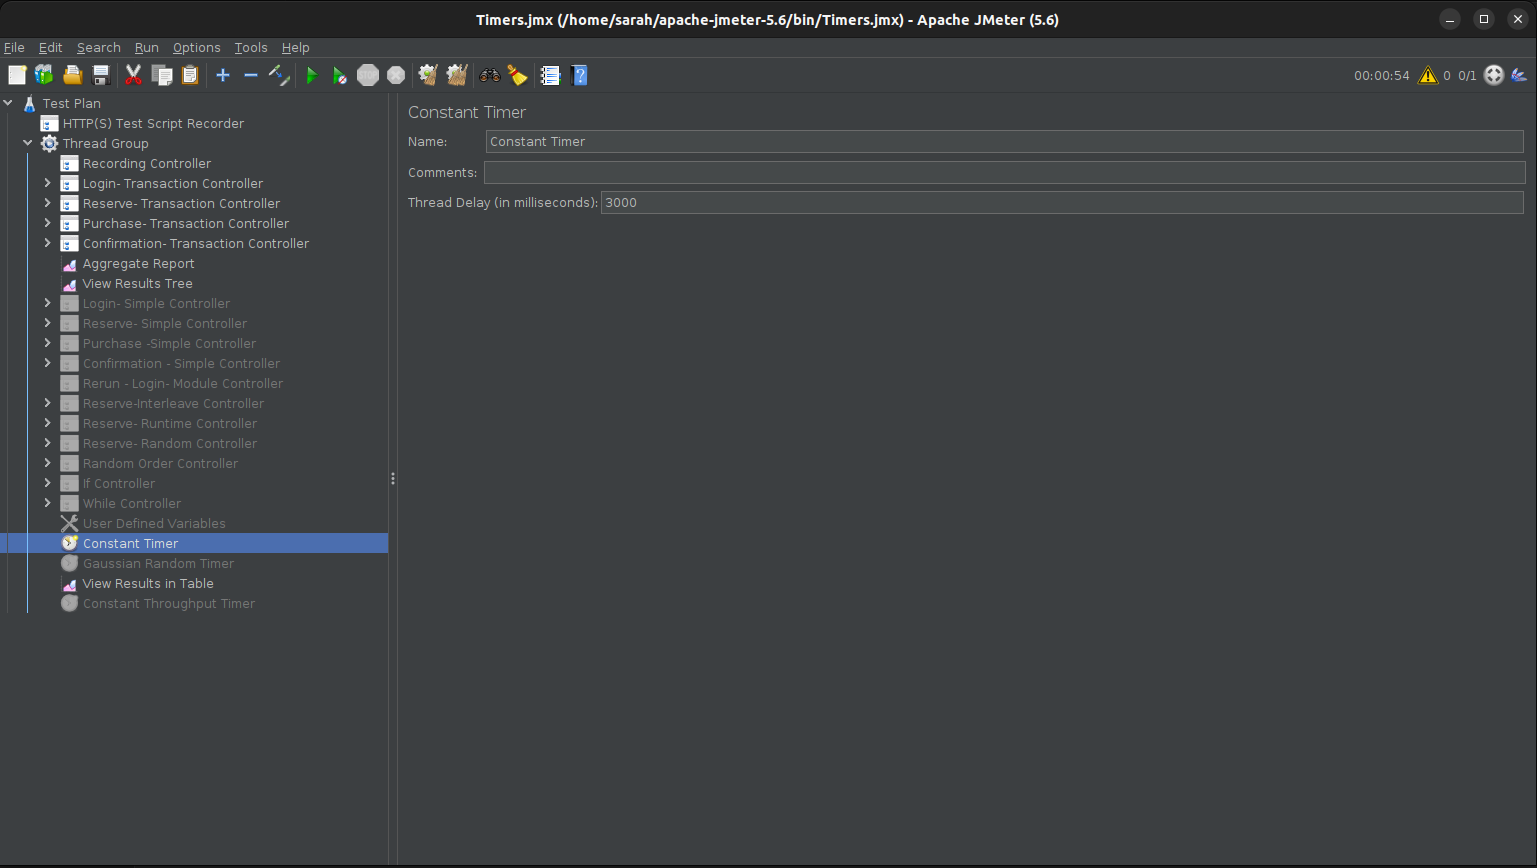 Timers.jmx (/home/sarah/apache-jmeter-5.6/bin/Timers.jmx) - Apache JMeter (5.6)
File Edit Search Run Options Tools Help
STOP
00:00:54 0 0/1
Test Plan
HTTP(S) Test Script Recorder
Thread Group
Recording Controller
Login- Transaction Controller
Reserve- Transaction Controller
Purchase- Transaction Controller
Confirmation- Transaction Controller
Aggregate Report
View Results Tree
Login- Simple Controller
Reserve- Simple Controller
Purchase -Simple Controller
Confirmation - Simple Controller
Rerun - Login- Module Controller
Reserve-Interleave Controller
Reserve- Runtime Controller
Reserve- Random Controller
Random Order Controller
If Controller
While Controller
User Defined Variables
Constant Timer
Gaussian Random Timer
View Results in Table
Constant Throughput Timer
Constant Timer
Name: Constant Timer
Comments:
Thread Delay (in milliseconds): 3000